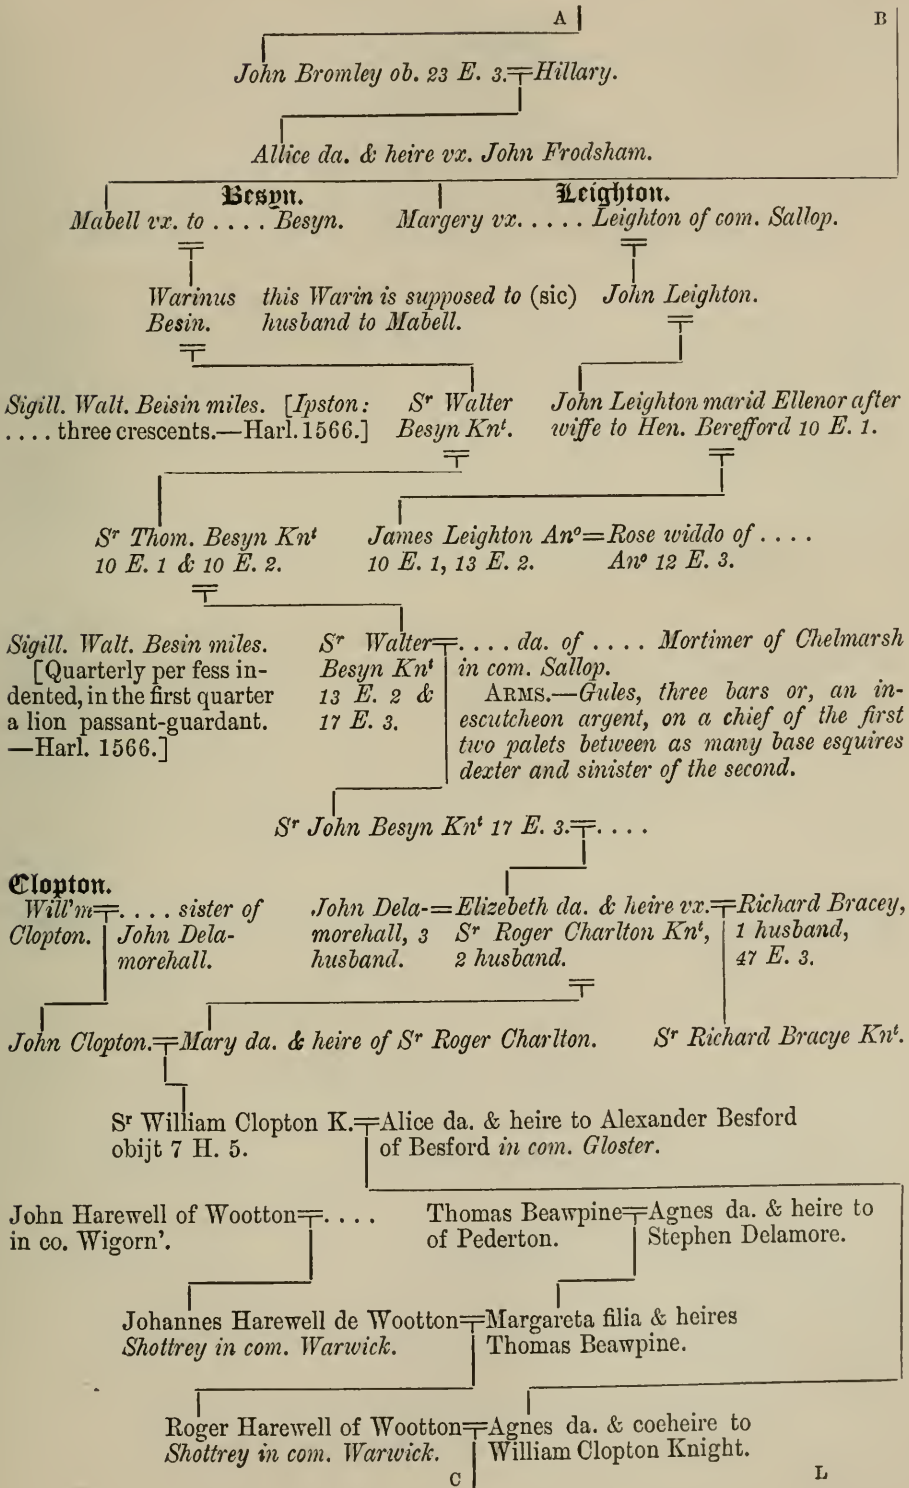 A B
John Bromley ob. 23 E. 3.=Hillary.
Allice da. & heire vx. John Frodsham.
Besyn. Leighton.
Mabell vx. to . . . . Besyn. Margery vx. . . . . . Leighton of com. Sallop.
Warinus this Warin is supposed to (sic) John Leighton.
Besin. husband to Mabell.
Sigill. Walt. Beisin miles. [Ipston: Sʳ Walter John Leighton marid Ellenor after
. . . . three crescents.—Harl. 1566.] Besyn Knᵗ. wiffe to Hen. Berefford 10 E. 1.
Sʳ Thom. Besyn Knᵗ James Leighton Anᵒ=Rose widdo of . . . .
10 E. 1 & 10 E. 2. 10 E. 1, 13 E. 2. Anᵒ 12 E. 3.
Sigill. Walt. Besin miles. Sʳ Walter=. . . . da. of . . . . Mortimer of Chelmarsh
[Quarterly per fess in- Besyn Knᵗ in com. Sallop.
dented, in the first quarter 13 E. 2 & ARMS.—Gules, three bars or, an in-
a lion passant-guardant. 17 E. 3. escutcheon argent, on a chief of the first
—Harl. 1566.] two palets between as many base esquires
dexter and sinister of the second.
Sʳ John Besyn Knᵗ 17 E. 3.=. . . .
Clopton.
Will'm=. . . . sister of John Dela-=Elizebeth da. & heire vx.=Richard Bracey,
Clopton. John Dela- morehall, 3 Sʳ Roger Charlton Knᵗ, 1 husband,
morehall. husband. 2 husband. 47 E. 3.
John Clopton.=Mary da. & heire of Sʳ Roger Charlton. Sʳ Richard Bracye Knᵗ.
Sʳ William Clopton K.=Alice da. & heire to Alexander Besford
obijt 7 H. 5. of Besford in com. Gloster.
John Harewell of Wootton=. . . . Thomas Beawpine=Agnes da. & heire to
in co. Wigorn'. of Pederton. Stephen Delamore.
Johannes Harewell de Wootton=Margareta filia & heires
Shottrey in com. Warwick. Thomas Beawpine.
Roger Harewell of Wootton=Agnes da. & coeheire to
Shottrey in com. Warwick. William Clopton Knight.
C L